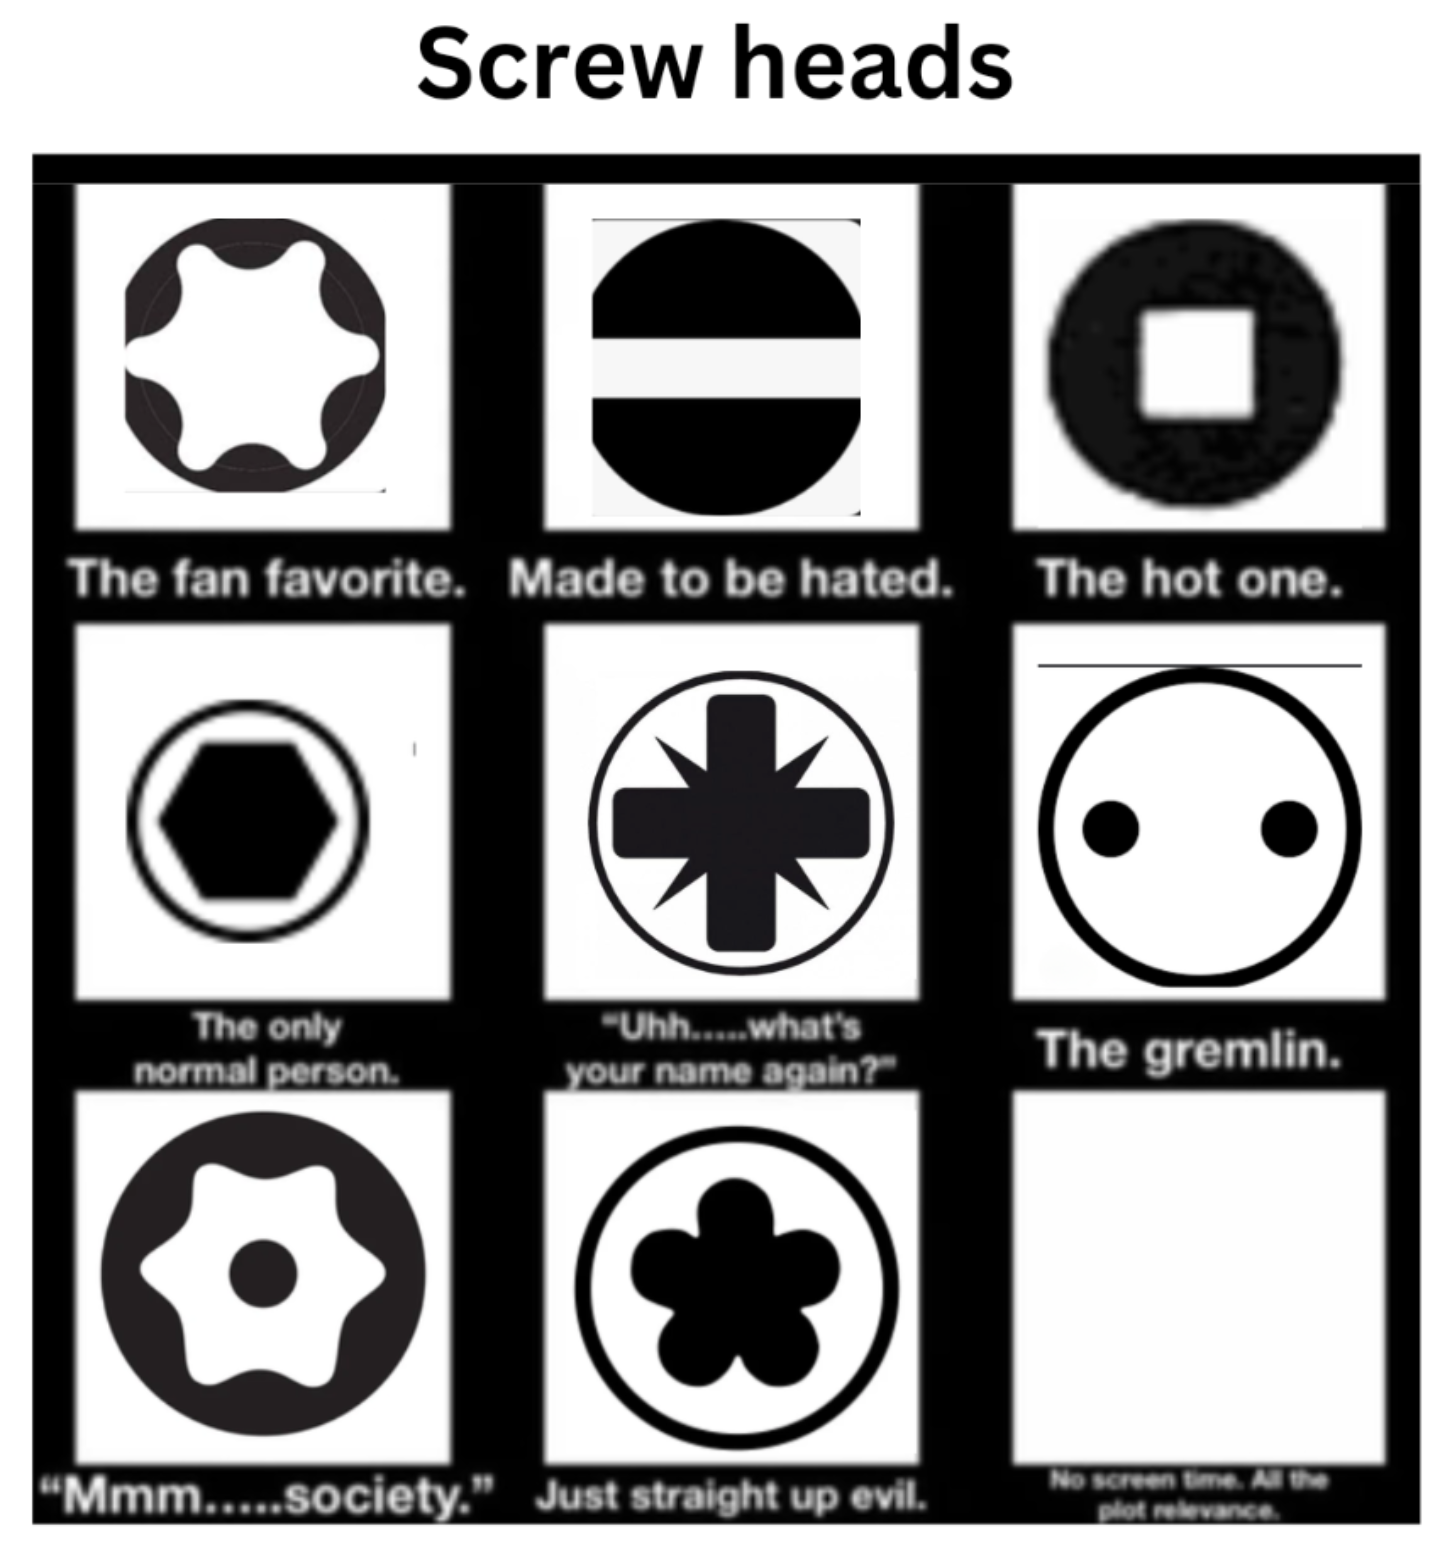 Screw heads
The fan favorite.
Made to be hated.
The hot one.
The only
normal person.
“Uhh.....what's
your name again?”
The gremlin.
“Mmm.....society.”
Just straight up evil.
No screen time. All the
plot relevance.